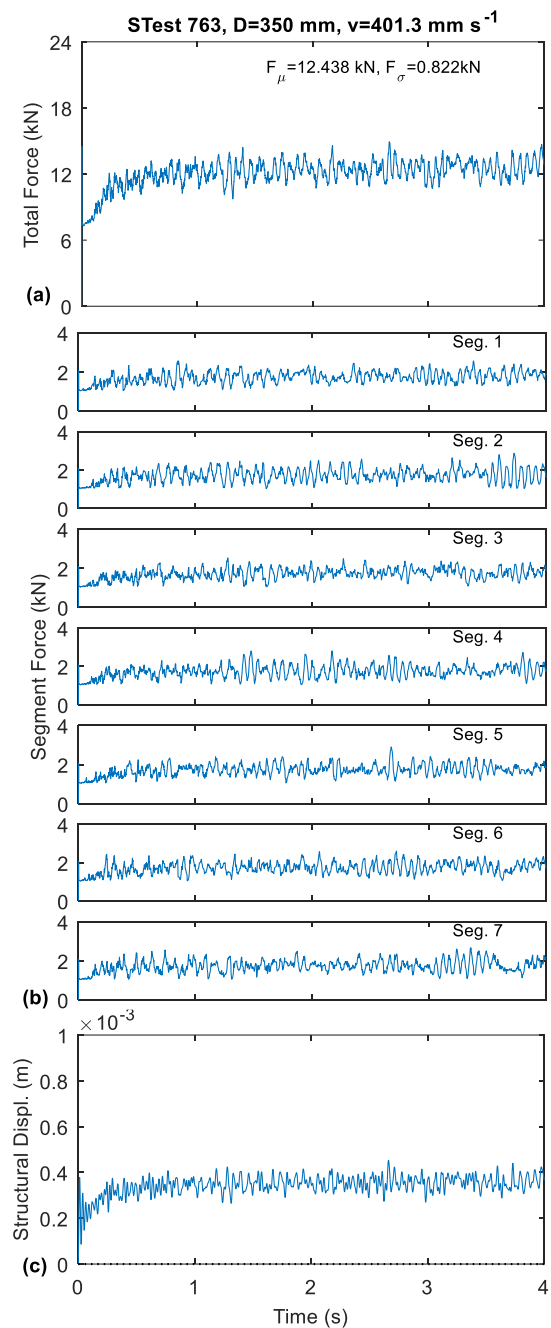 STest 763, D=350 mm, v=401.3 mm s⁻¹
F_μ=12.438 kN, F_σ=0.822kN
24
18
12
6
0
Total Force (kN)
(a)
Seg. 1
4
2
0
Seg. 2
4
2
0
Seg. 3
4
2
0
Seg. 4
4
2
0
Seg. 5
4
2
0
Seg. 6
4
2
0
Seg. 7
4
2
0
Segment Force (kN)
(b)
×10⁻³
1
0.8
0.6
0.4
0.2
0
Structural Displ. (m)
(c)
0 1 2 3 4
Time (s)